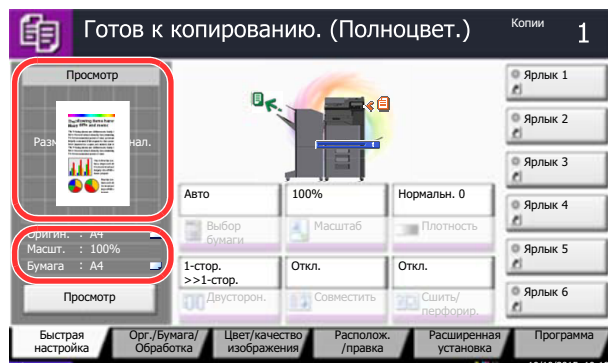 Готов к копированию. (Полноцвет.)
Копии
1
Просмотр
Ярлык 1
Ярлык 2
Ярлык 3
Ярлык 4
Ярлык 5
Ярлык 6
1
Авто
100%
Нормальн. 0
Выбор
бумаги
Масштаб
Плотность
Оригин. : A4
Масшт. : 100%
Бумага : A4
1-стор.
>>1-стор.
Откл.
Откл.
Двусторон.
Совместить
Сшить/
перфорир.
Просмотр
Быстрая
настройка
Орг./Бумага/
Обработка
Цвет/качество
изображения
Располож.
/правка
Расширенная
установка
Программа